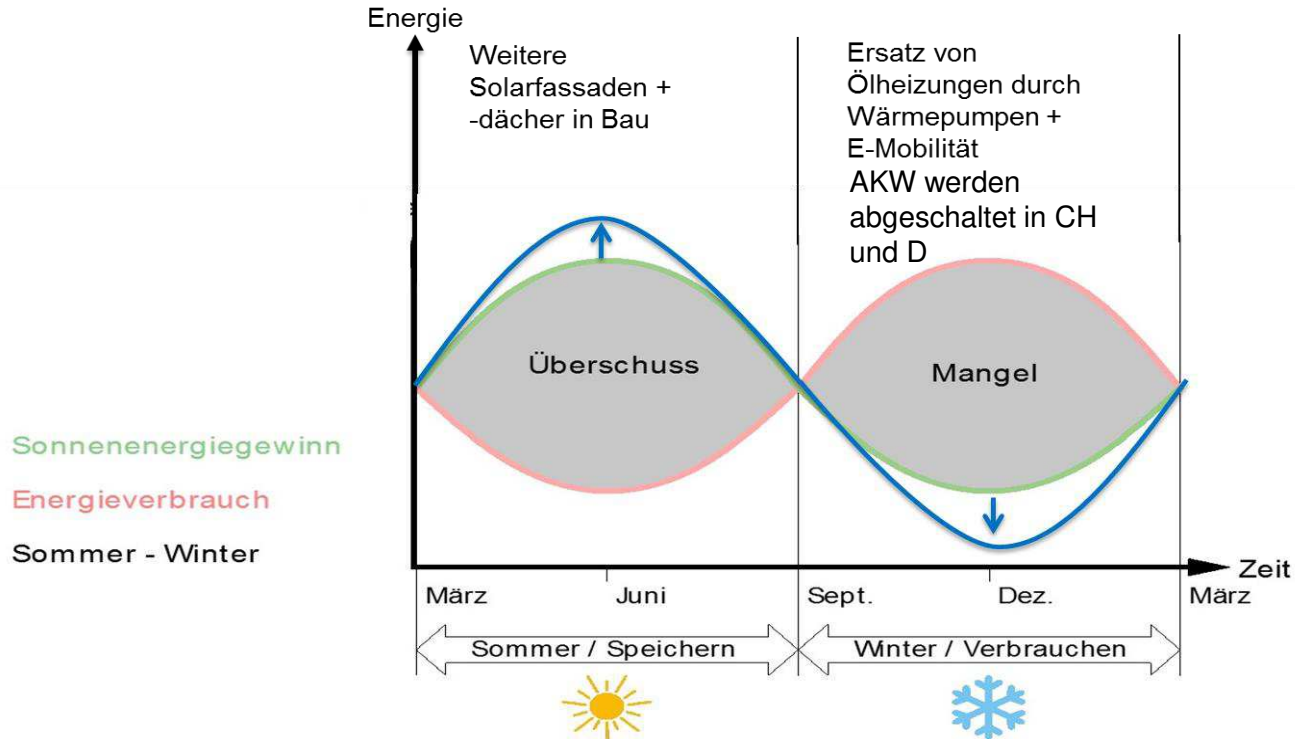 Energie
Weitere
Solarfassaden +
-dächer in Bau
Ersatz von
Ölheizungen durch
Wärmepumpen +
E-Mobilität
AKW werden
abgeschaltet in CH
und D
Überschuss
Mangel
Sonnenenergiegewinn
Energieverbrauch
Sommer - Winter
Zeit
März
Juni
Sept.
Dez.
März
Sommer / Speichern
Winter / Verbrauchen